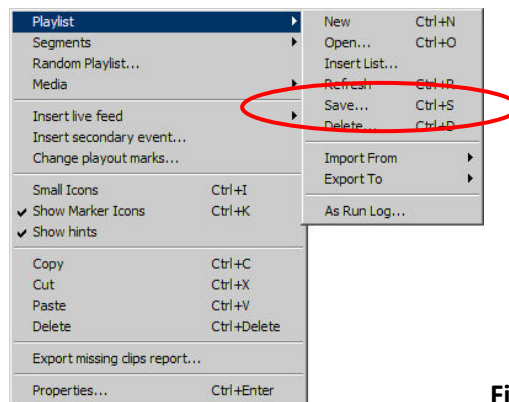 Playlist
Segments
Random Playlist...
Media
Insert live feed
Insert secondary event...
Change playout marks...
Small Icons Ctrl+I
Show Marker Icons Ctrl+K
Show hints
Copy Ctrl+C
Cut Ctrl+X
Paste Ctrl+V
Delete Ctrl+Delete
Export missing clips report...
Properties... Ctrl+Enter
New Ctrl+N
Open... Ctrl+O
Insert List...
Refresh Ctrl+R
Save... Ctrl+S
Delete... Ctrl+D
Import From
Export To
As Run Log...
Fi